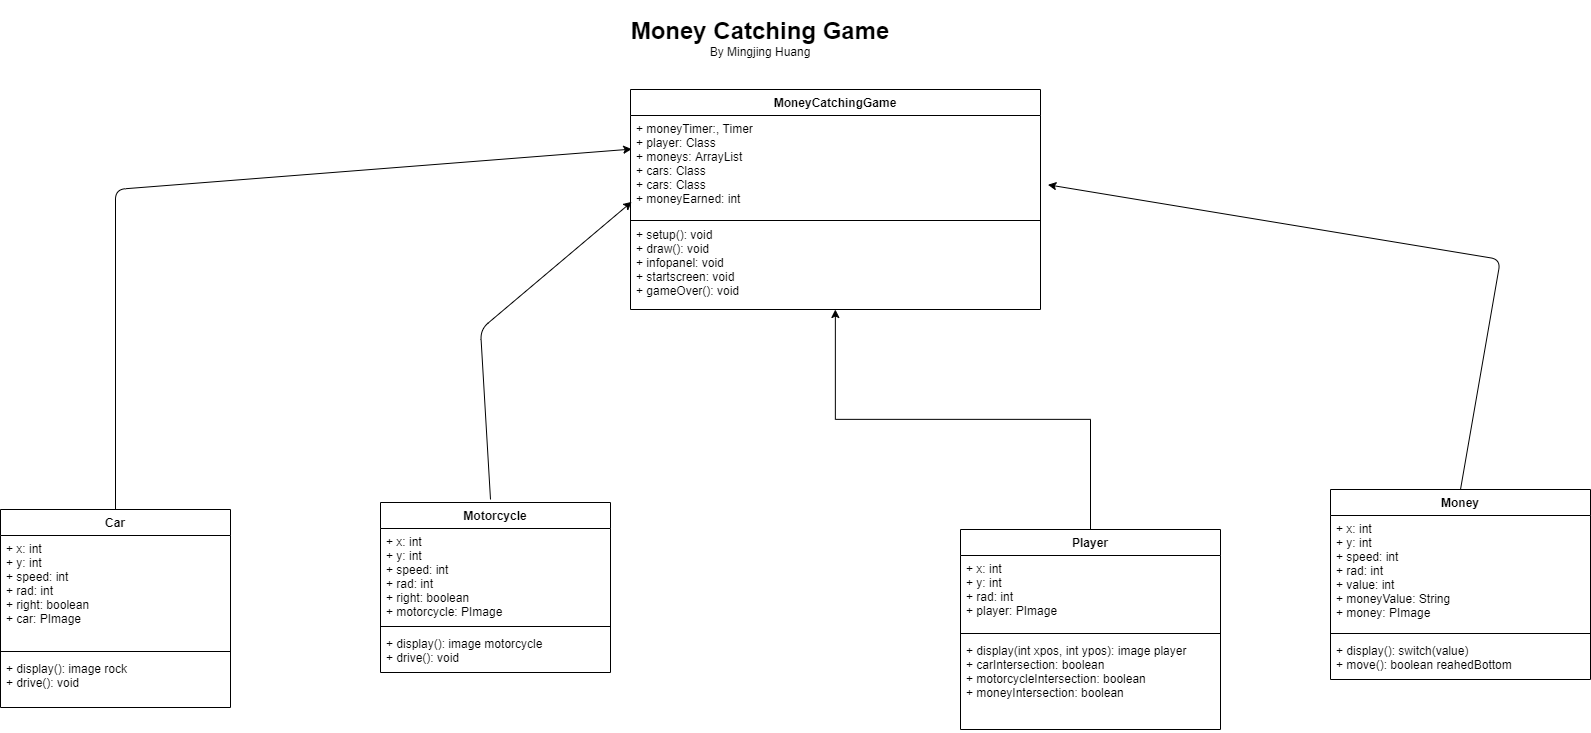 Money Catching Game
By Mingjing Huang
MoneyCatchingGame
+ moneyTimer:, Timer
+ player: Class
+ moneys: ArrayList
+ cars: Class
+ cars: Class
+ moneyEarned: int
+ setup(): void
+ draw(): void
+ infopanel: void
+ startscreen: void
+ gameOver(): void
Car
+ x: int
+ y: int
+ speed: int
+ rad: int
+ right: boolean
+ car: PImage
+ display(): image rock
+ drive(): void
Motorcycle
+ x: int
+ y: int
+ speed: int
+ rad: int
+ right: boolean
+ motorcycle: PImage
+ display(): image motorcycle
+ drive(): void
Player
+ x: int
+ y: int
+ rad: int
+ player: PImage
+ display(int xpos, int ypos): image player
+ carIntersection: boolean
+ motorcycleIntersection: boolean
+ moneyIntersection: boolean
Money
+ x: int
+ y: int
+ speed: int
+ rad: int
+ value: int
+ moneyValue: String
+ money: PImage
+ display(): switch(value)
+ move(): boolean reahedBottom